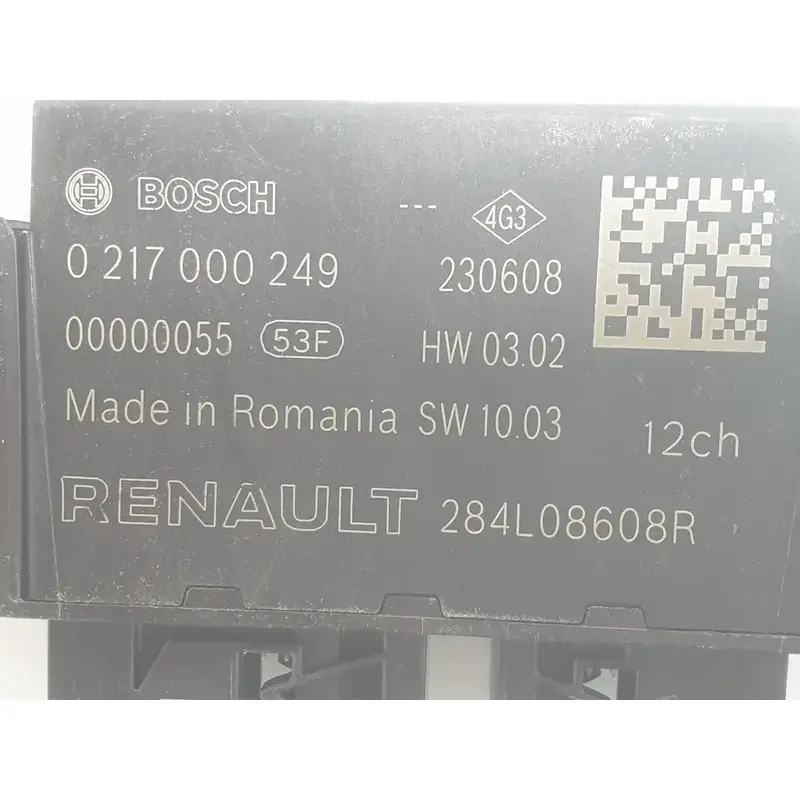 BOSCH --- 4G3
0 217 000 249 230608
00000055 53F HW 03.02
Made in Romania SW 10.03 12ch
RENAULT 284L08608R